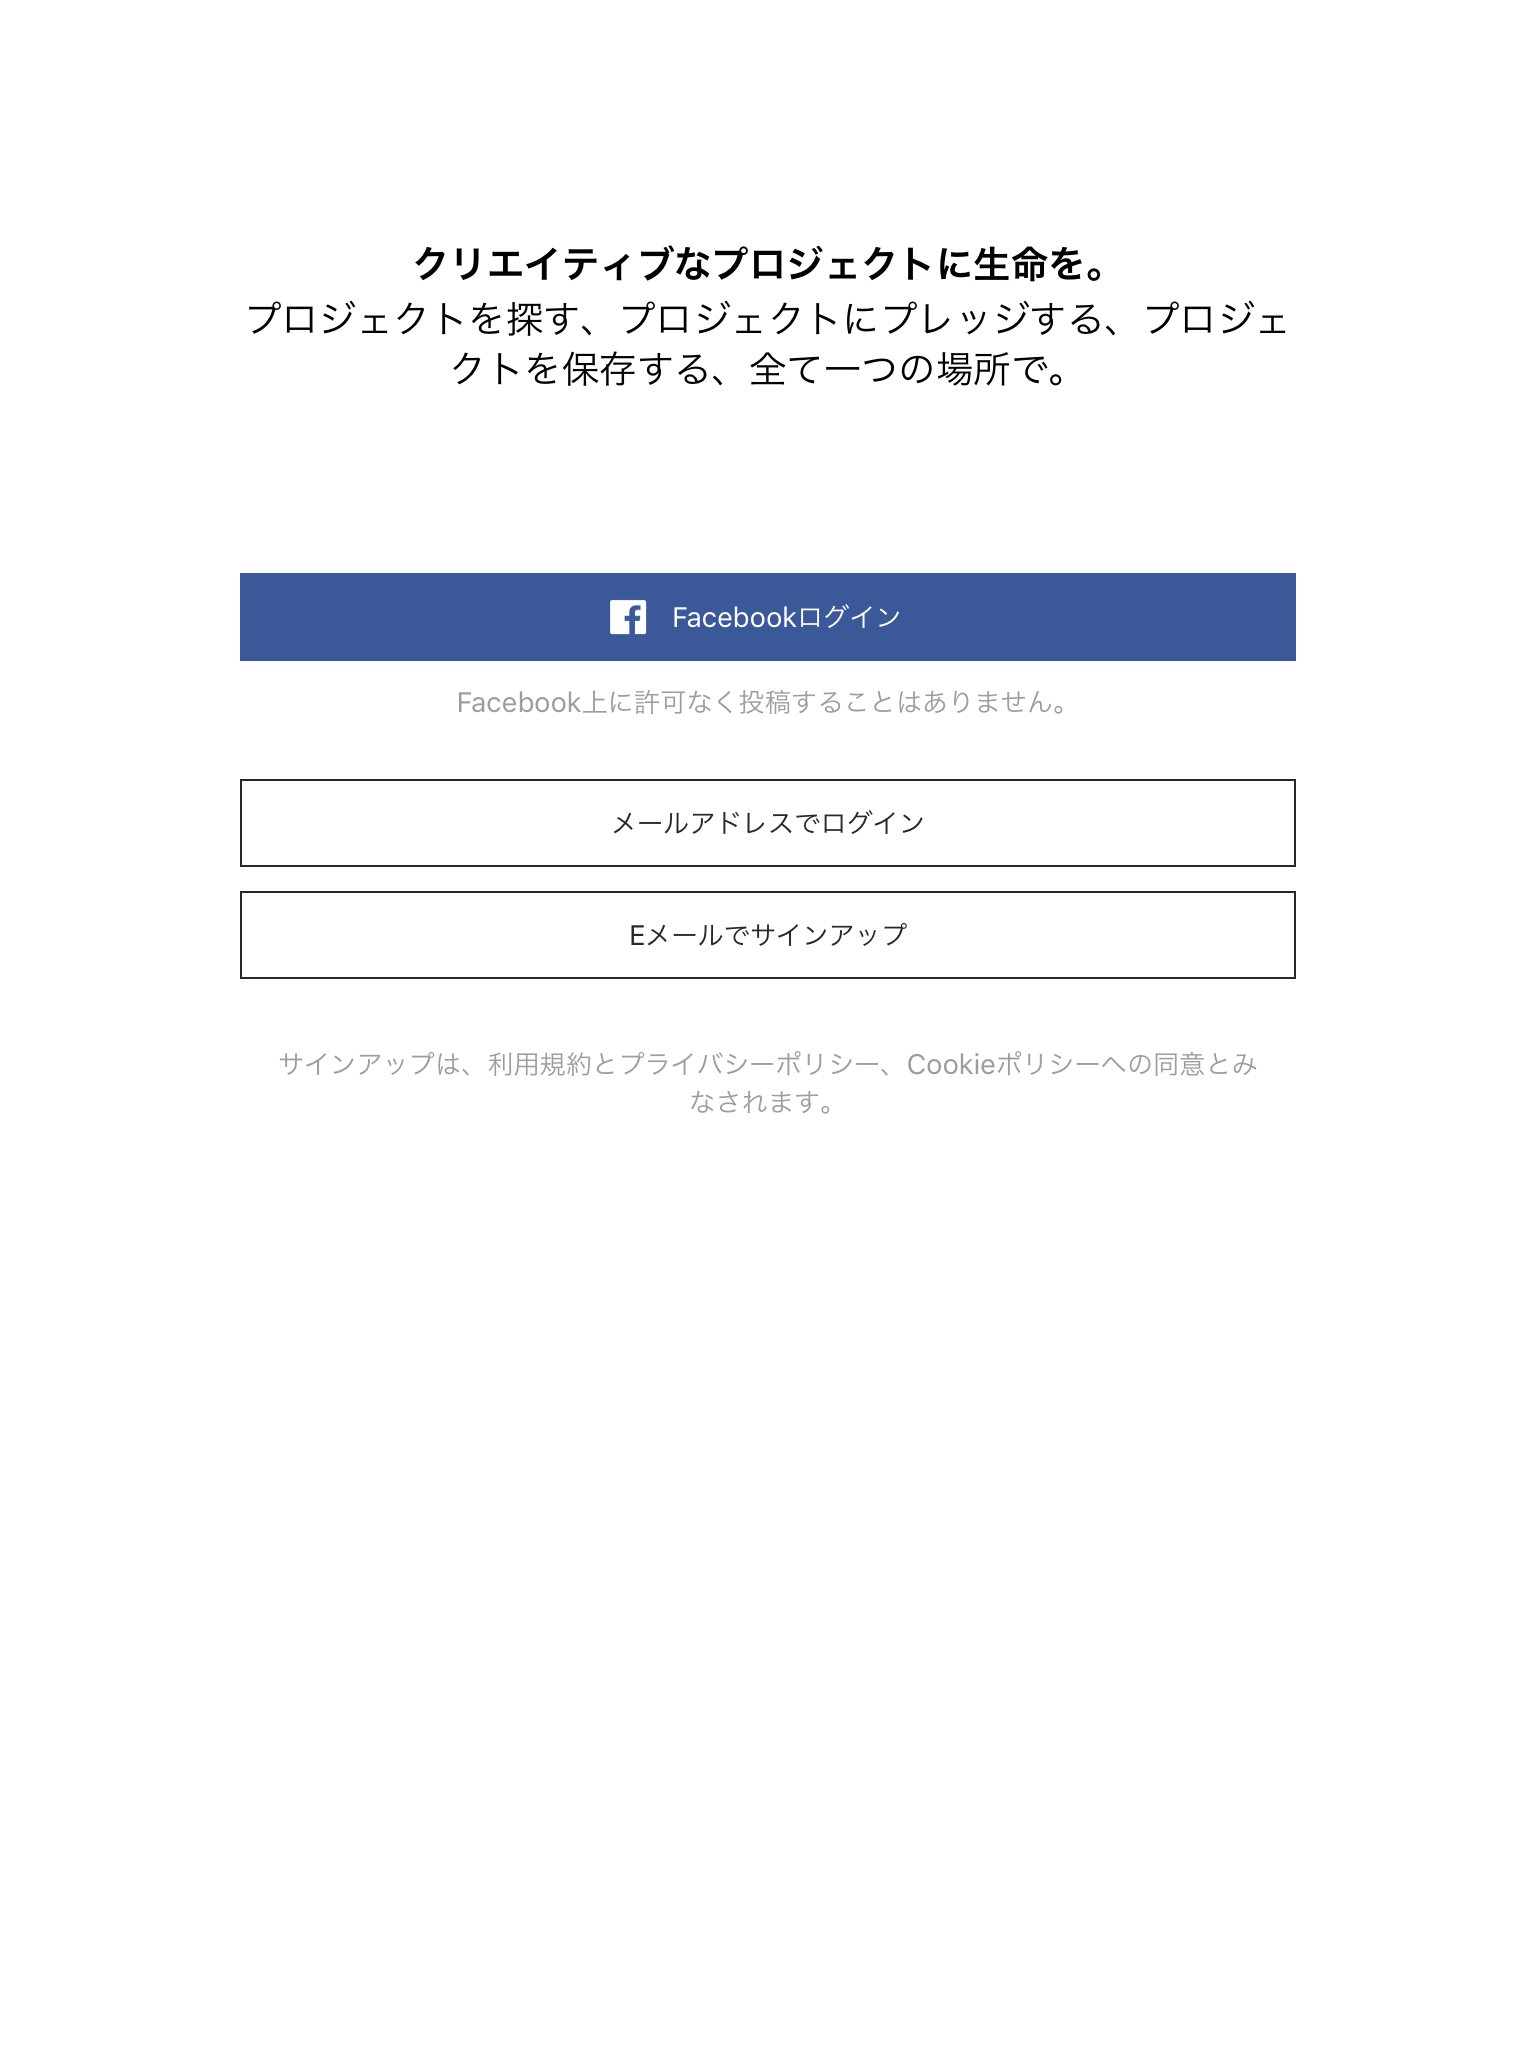 クリエイティブなプロジェクトに生命を。
プロジェクトを探す、プロジェクトにプレッジする、プロジェ
クトを保存する、全て一つの場所で。
Facebookログイン
Facebook上に許可なく投稿することはありません。
メールアドレスでログイン
Eメールでサインアップ
サインアップは、利用規約とプライバシーポリシー、Cookieポリシーへの同意とみ
なされます。